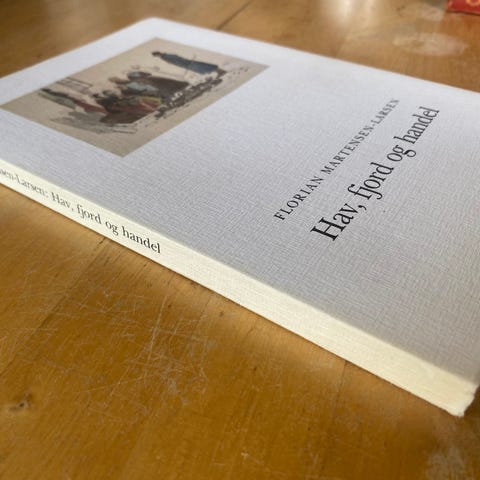 FLORIAN MARTENSEN-LARSEN
Hav, fjord og handel
sen-Larsen: Hav, fjord og handel